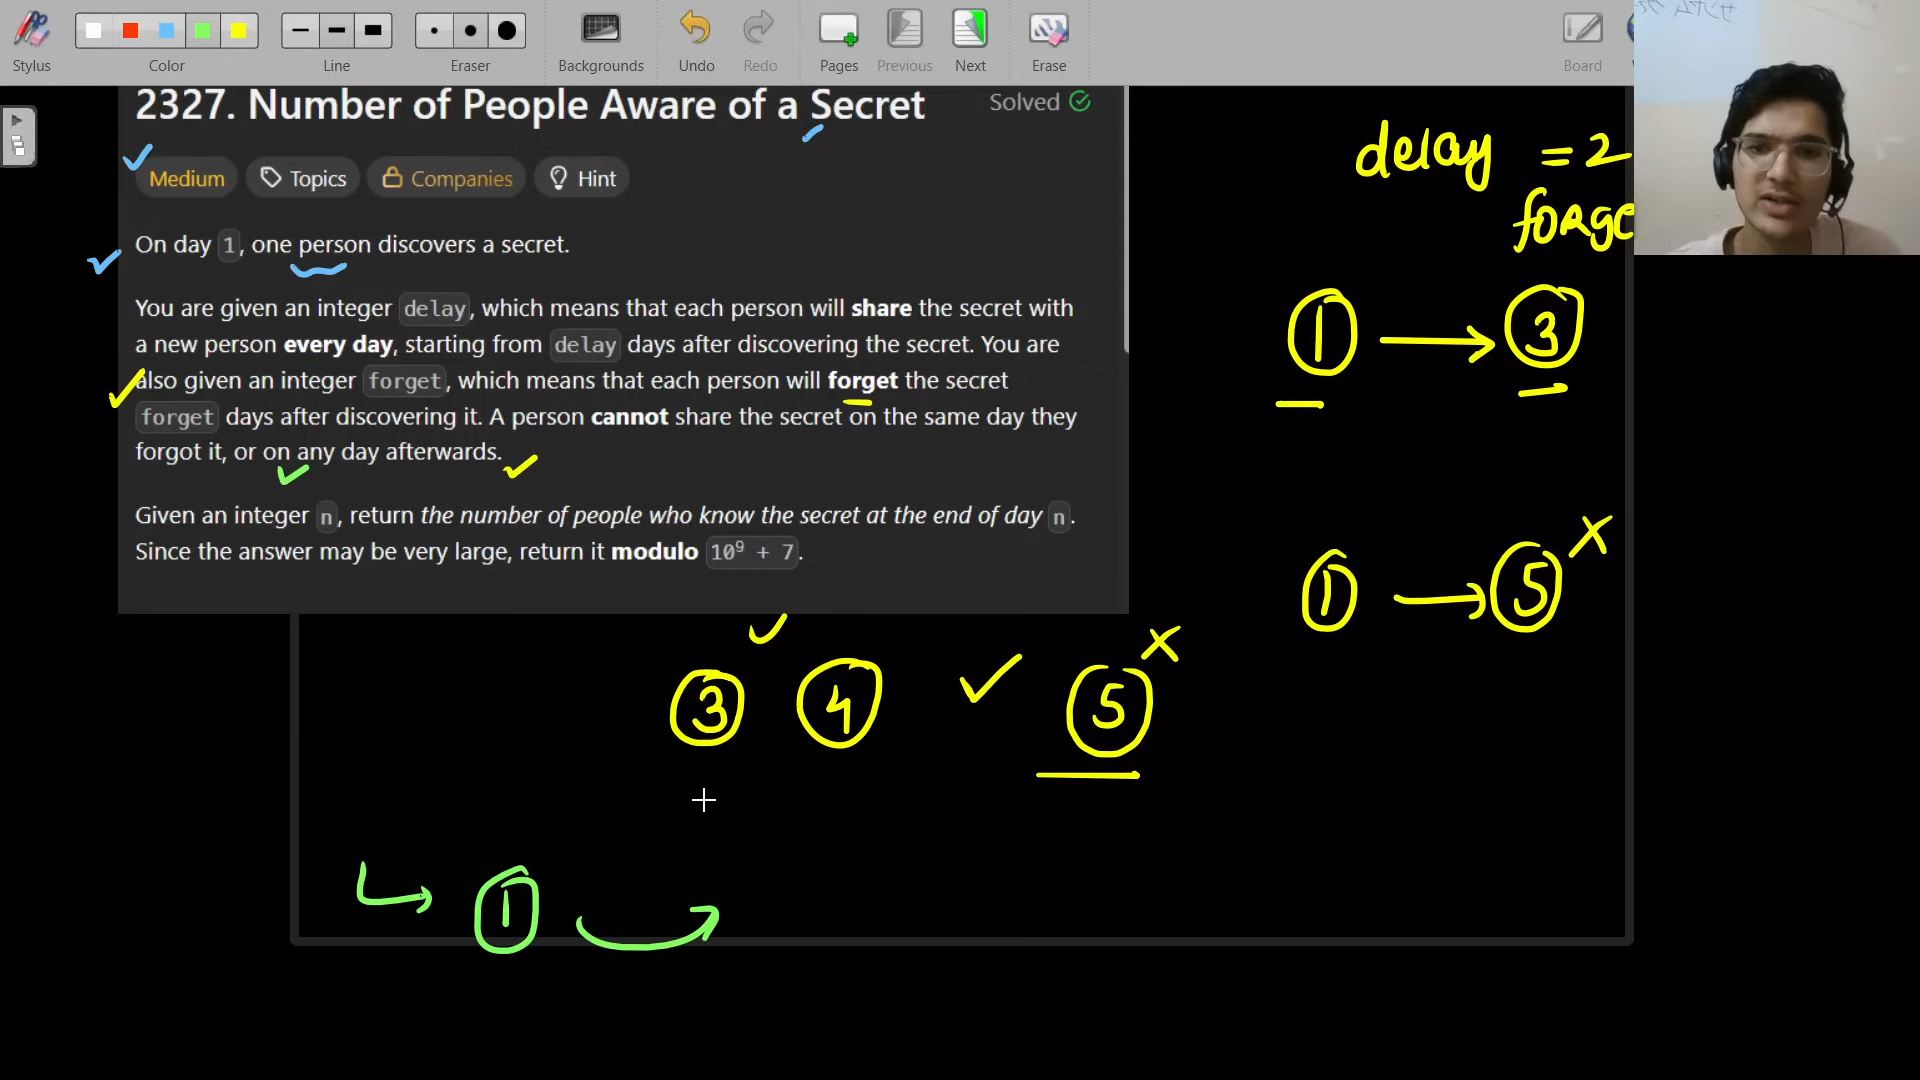 Stylus
Color
Line
Eraser
Backgrounds
Undo
Redo
Pages
Previous
Next
Erase
Board
2327. Number of People Aware of a Secret
Solved
Medium
Topics
Companies
Hint
On day 1, one person discovers a secret.
You are given an integer delay, which means that each person will share the secret with
a new person every day, starting from delay days after discovering the secret. You are
also given an integer forget, which means that each person will forget the secret
forget days after discovering it. A person cannot share the secret on the same day they
forgot it, or on any day afterwards.
Given an integer n, return the number of people who know the secret at the end of day n.
Since the answer may be very large, return it modulo 10⁹ + 7.
delay = 2
forge
1 → 3
1 → 5 x
3 4 5 x
1